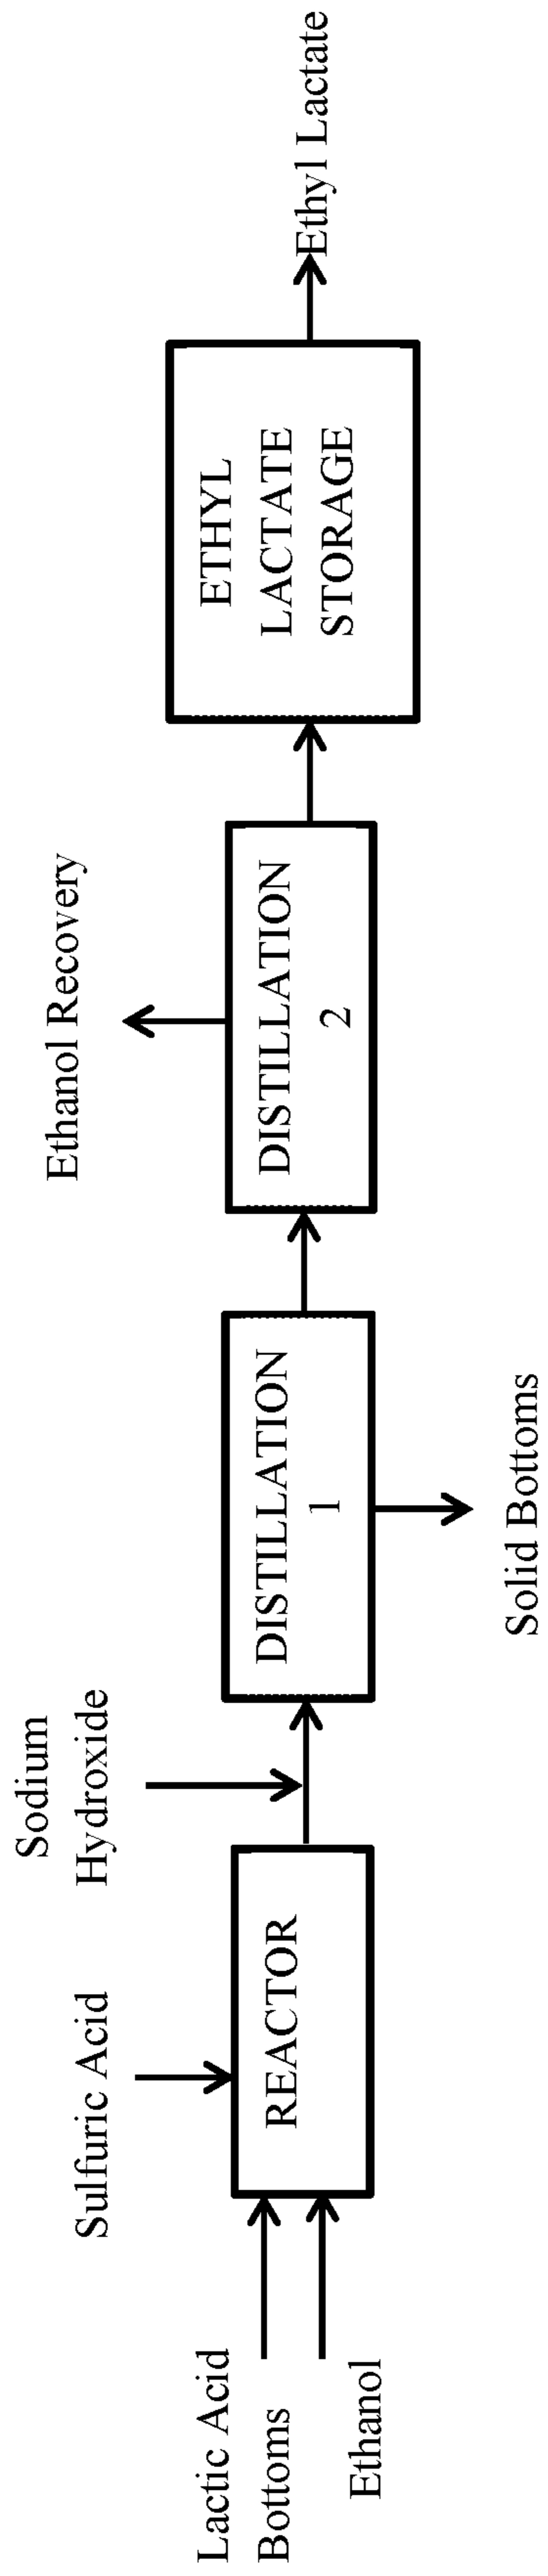 Lactic Acid
Bottoms
Ethanol
Sulfuric Acid
REACTOR
Sodium
Hydroxide
DISTILLATION
1
Solid Bottoms
DISTILLATION
2
Ethanol Recovery
ETHYL
LACTATE
STORAGE
Ethyl Lactate